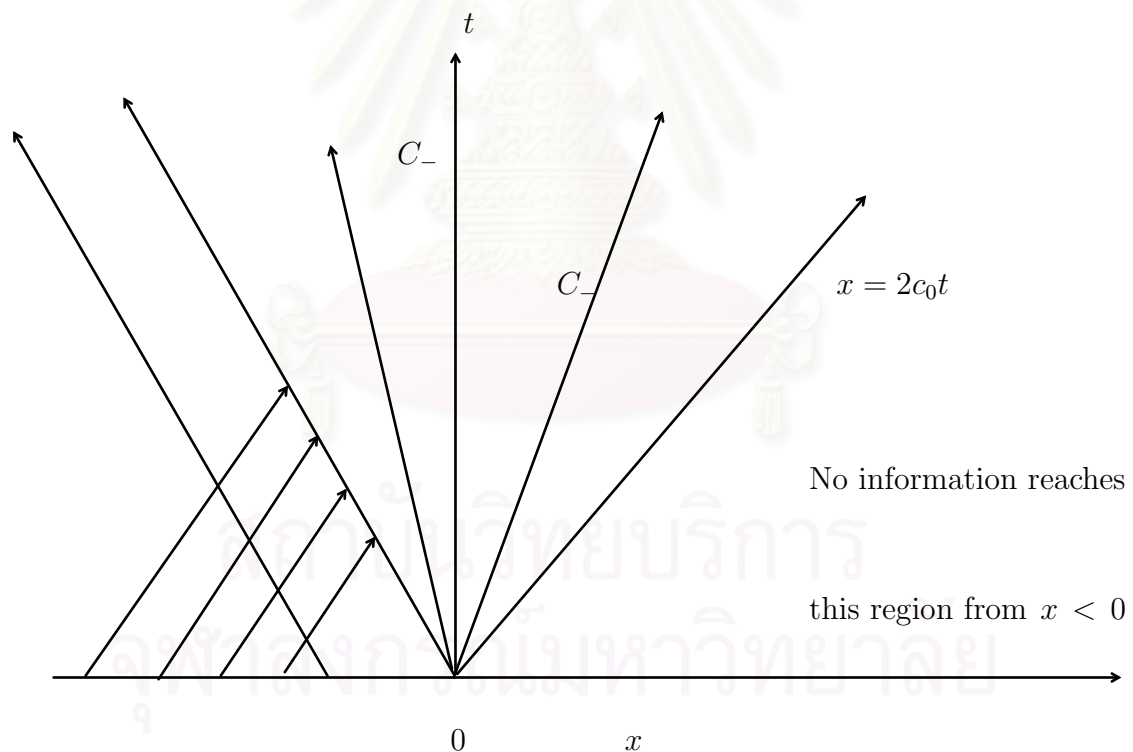 t
C₋
C₋
x = 2c₀t
No information reaches
สถาบันวิทยบริการ
this region from x < 0
จุฬาลงกรณ์มหาวิทยาลัย
0 x